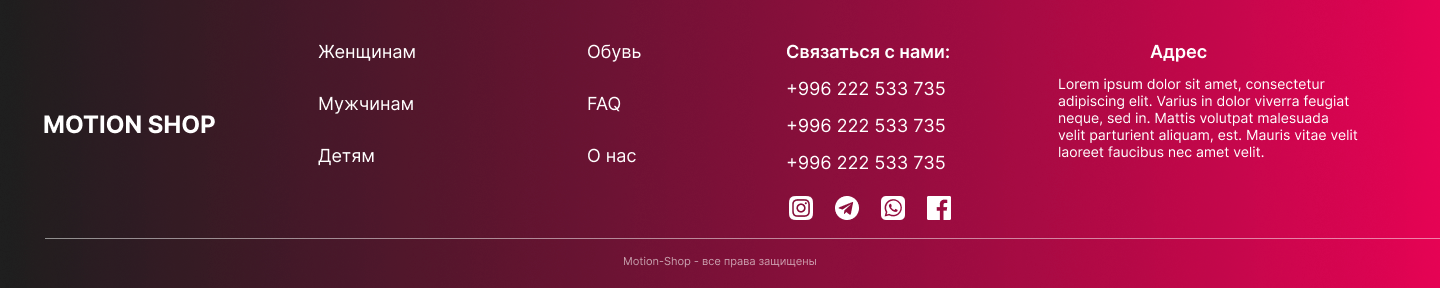 MOTION SHOP
Женщинам
Мужчинам
Детям
Обувь
FAQ
О нас
Связаться с нами:
+996 222 533 735
+996 222 533 735
+996 222 533 735
Адрес
Lorem ipsum dolor sit amet, consectetur
adipiscing elit. Varius in dolor viverra feugiat
neque, sed in. Mattis volutpat malesuada
velit parturient aliquam, est. Mauris vitae velit
laoreet faucibus nec amet velit.
Motion-Shop - все права защищены